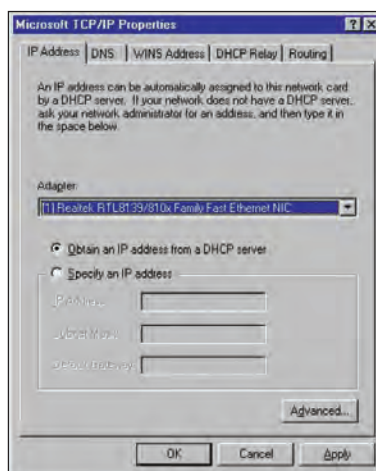 Microsoft TCP/IP Properties
IP Address DNS WINS Address DHCP Relay Routing
An IP address can be automatically assigned to this network card
by a DHCP server. If your network does not have a DHCP server,
ask your network administrator for an address, and then type it in
the space below.
Adapter:
[1] Realtek RTL8139/810x Family Fast Ethernet NIC
Obtain an IP address from a DHCP server
Specify an IP address
IP Address:
Subnet Mask:
Default Gateway:
Advanced...
OK Cancel Apply